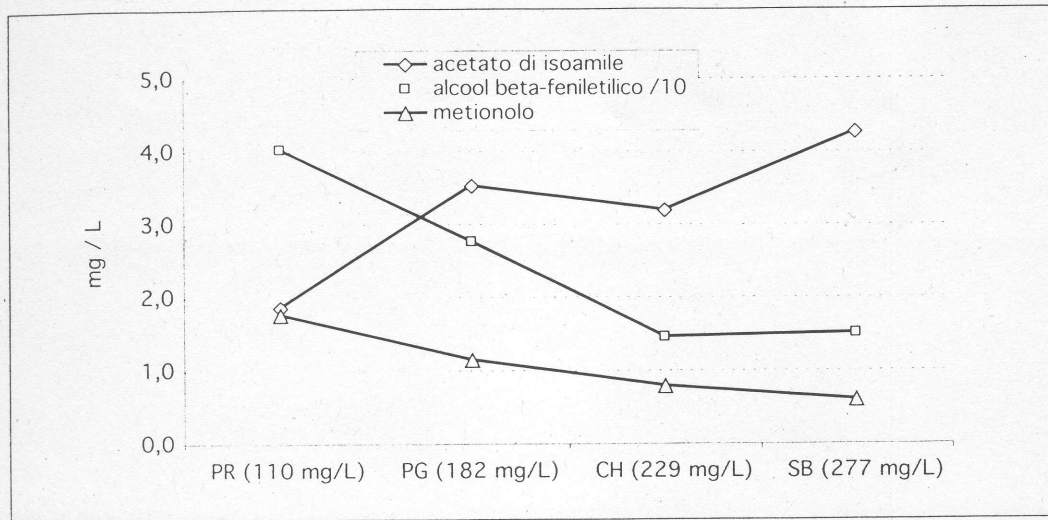 acetato di isoamile
alcool beta-feniletilico /10
metionolo
5,0
4,0
3,0
2,0
1,0
0,0
mg / L
PR (110 mg/L) PG (182 mg/L) CH (229 mg/L) SB (277 mg/L)